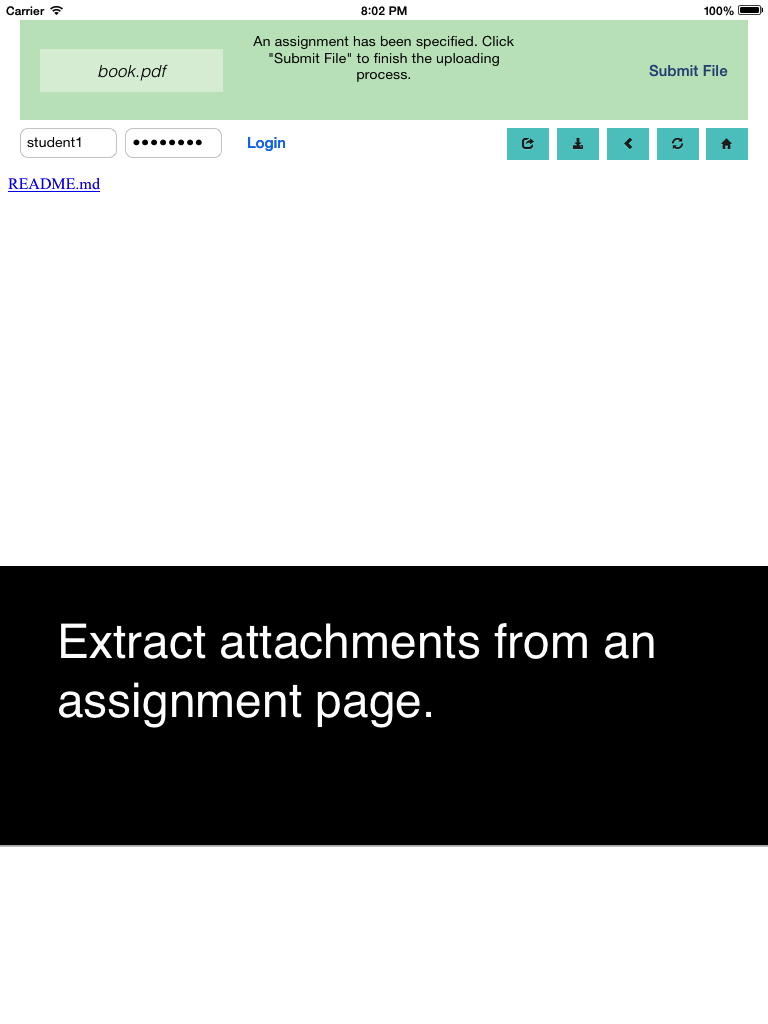 Carrier 8:02 PM 100%
An assignment has been specified. Click
"Submit File" to finish the uploading
process.
book.pdf
Submit File
student1 ●●●●●●●● Login
README.md
Extract attachments from an
assignment page.